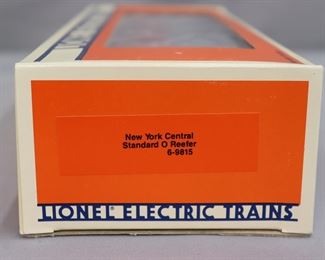 New York Central
Standard O Reefer
6-9815
LIONEL® ELECTRIC TRAINS